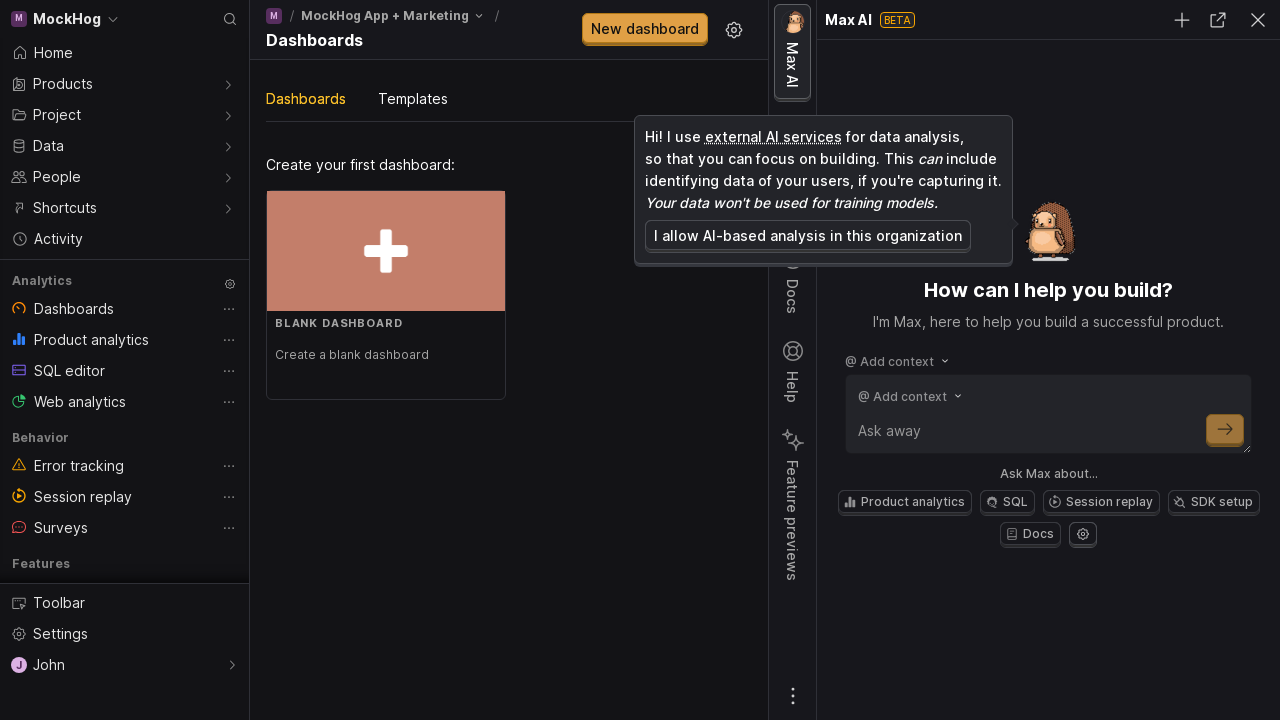 M MockHog
Home
Products
Project
Data
People
Shortcuts
Activity
Analytics
Dashboards
Product analytics
SQL editor
Web analytics
Behavior
Error tracking
Session replay
Surveys
Features
Toolbar
Settings
J John
M / MockHog App + Marketing /
Dashboards
New dashboard
Dashboards Templates
Create your first dashboard:
BLANK DASHBOARD
Create a blank dashboard
Max AI
Docs
Help
Feature previews
Max AI BETA
Hi! I use external AI services for data analysis,
so that you can focus on building. This can include
identifying data of your users, if you're capturing it.
Your data won't be used for training models.
I allow AI-based analysis in this organization
How can I help you build?
I'm Max, here to help you build a successful product.
@ Add context
@ Add context
Ask away
Ask Max about...
Product analytics SQL Session replay SDK setup
Docs